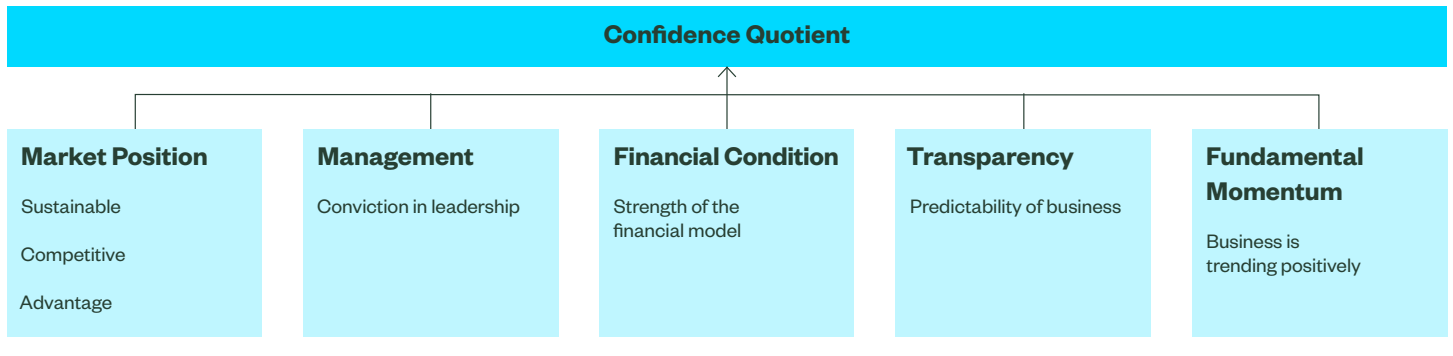 Confidence Quotient
Market Position
Sustainable
Competitive
Advantage
Management
Conviction in leadership
Financial Condition
Strength of the
financial model
Transparency
Predictability of business
Fundamental
Momentum
Business is
trending positively